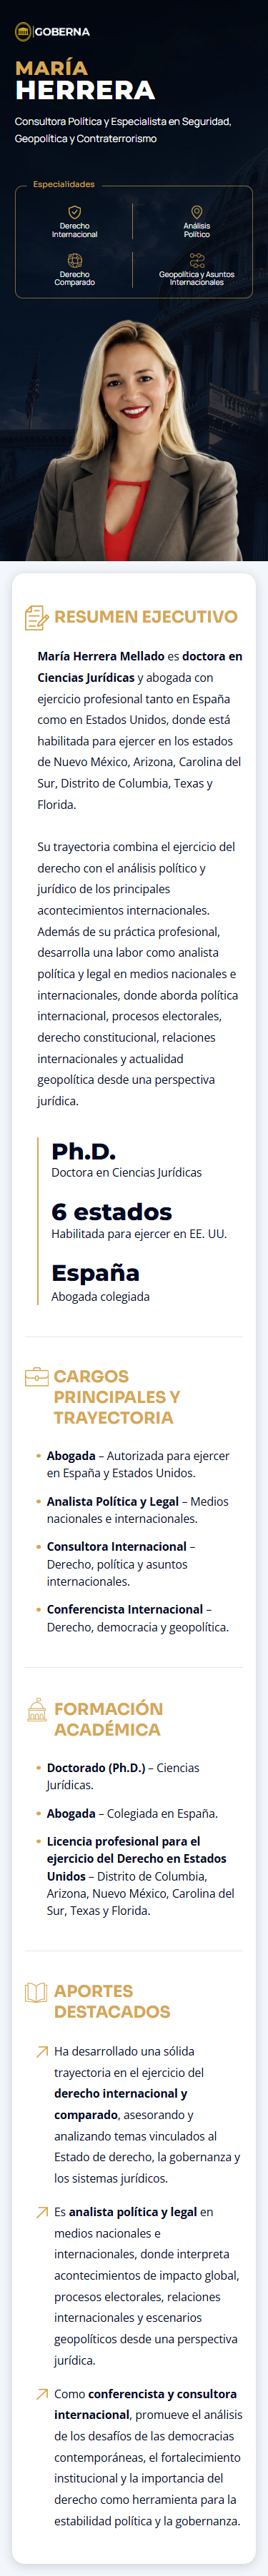 GOBERNA
MARÍA
HERRERA
Consultora Política y Especialista en Seguridad,
Geopolítica y Contraterrorismo
Especialidades
Derecho
Internacional
Análisis
Político
Derecho
Comparado
Geopolítica y Asuntos
Internacionales
RESUMEN EJECUTIVO
María Herrera Mellado es doctora en
Ciencias Jurídicas y abogada con
ejercicio profesional tanto en España
como en Estados Unidos, donde está
habilitada para ejercer en los estados
de Nuevo México, Arizona, Carolina del
Sur, Distrito de Columbia, Texas y
Florida.
Su trayectoria combina el ejercicio del
derecho con el análisis político y
jurídico de los principales
acontecimientos internacionales.
Además de su práctica profesional,
desarrolla una labor como analista
política y legal en medios nacionales e
internacionales, donde aborda política
internacional, procesos electorales,
derecho constitucional, relaciones
internacionales y actualidad
geopolítica desde una perspectiva
jurídica.
Ph.D.
Doctora en Ciencias Jurídicas
6 estados
Habilitada para ejercer en EE. UU.
España
Abogada colegiada
CARGOS
PRINCIPALES Y
TRAYECTORIA
Abogada – Autorizada para ejercer
en España y Estados Unidos.
Analista Política y Legal – Medios
nacionales e internacionales.
Consultora Internacional –
Derecho, política y asuntos
internacionales.
Conferencista Internacional –
Derecho, democracia y geopolítica.
FORMACIÓN
ACADÉMICA
Doctorado (Ph.D.) – Ciencias
Jurídicas.
Abogada – Colegiada en España.
Licencia profesional para el
ejercicio del Derecho en Estados
Unidos – Distrito de Columbia,
Arizona, Nuevo México, Carolina del
Sur, Texas y Florida.
APORTES
DESTACADOS
Ha desarrollado una sólida
trayectoria en el ejercicio del
derecho internacional y
comparado, asesorando y
analizando temas vinculados al
Estado de derecho, la gobernanza y
los sistemas jurídicos.
Es analista política y legal en
medios nacionales e
internacionales, donde interpreta
acontecimientos de impacto global,
procesos electorales, relaciones
internacionales y escenarios
geopolíticos desde una perspectiva
jurídica.
Como conferencista y consultora
internacional, promueve el análisis
de los desafíos de las democracias
contemporáneas, el fortalecimiento
institucional y la importancia del
derecho como herramienta para la
estabilidad política y la gobernanza.